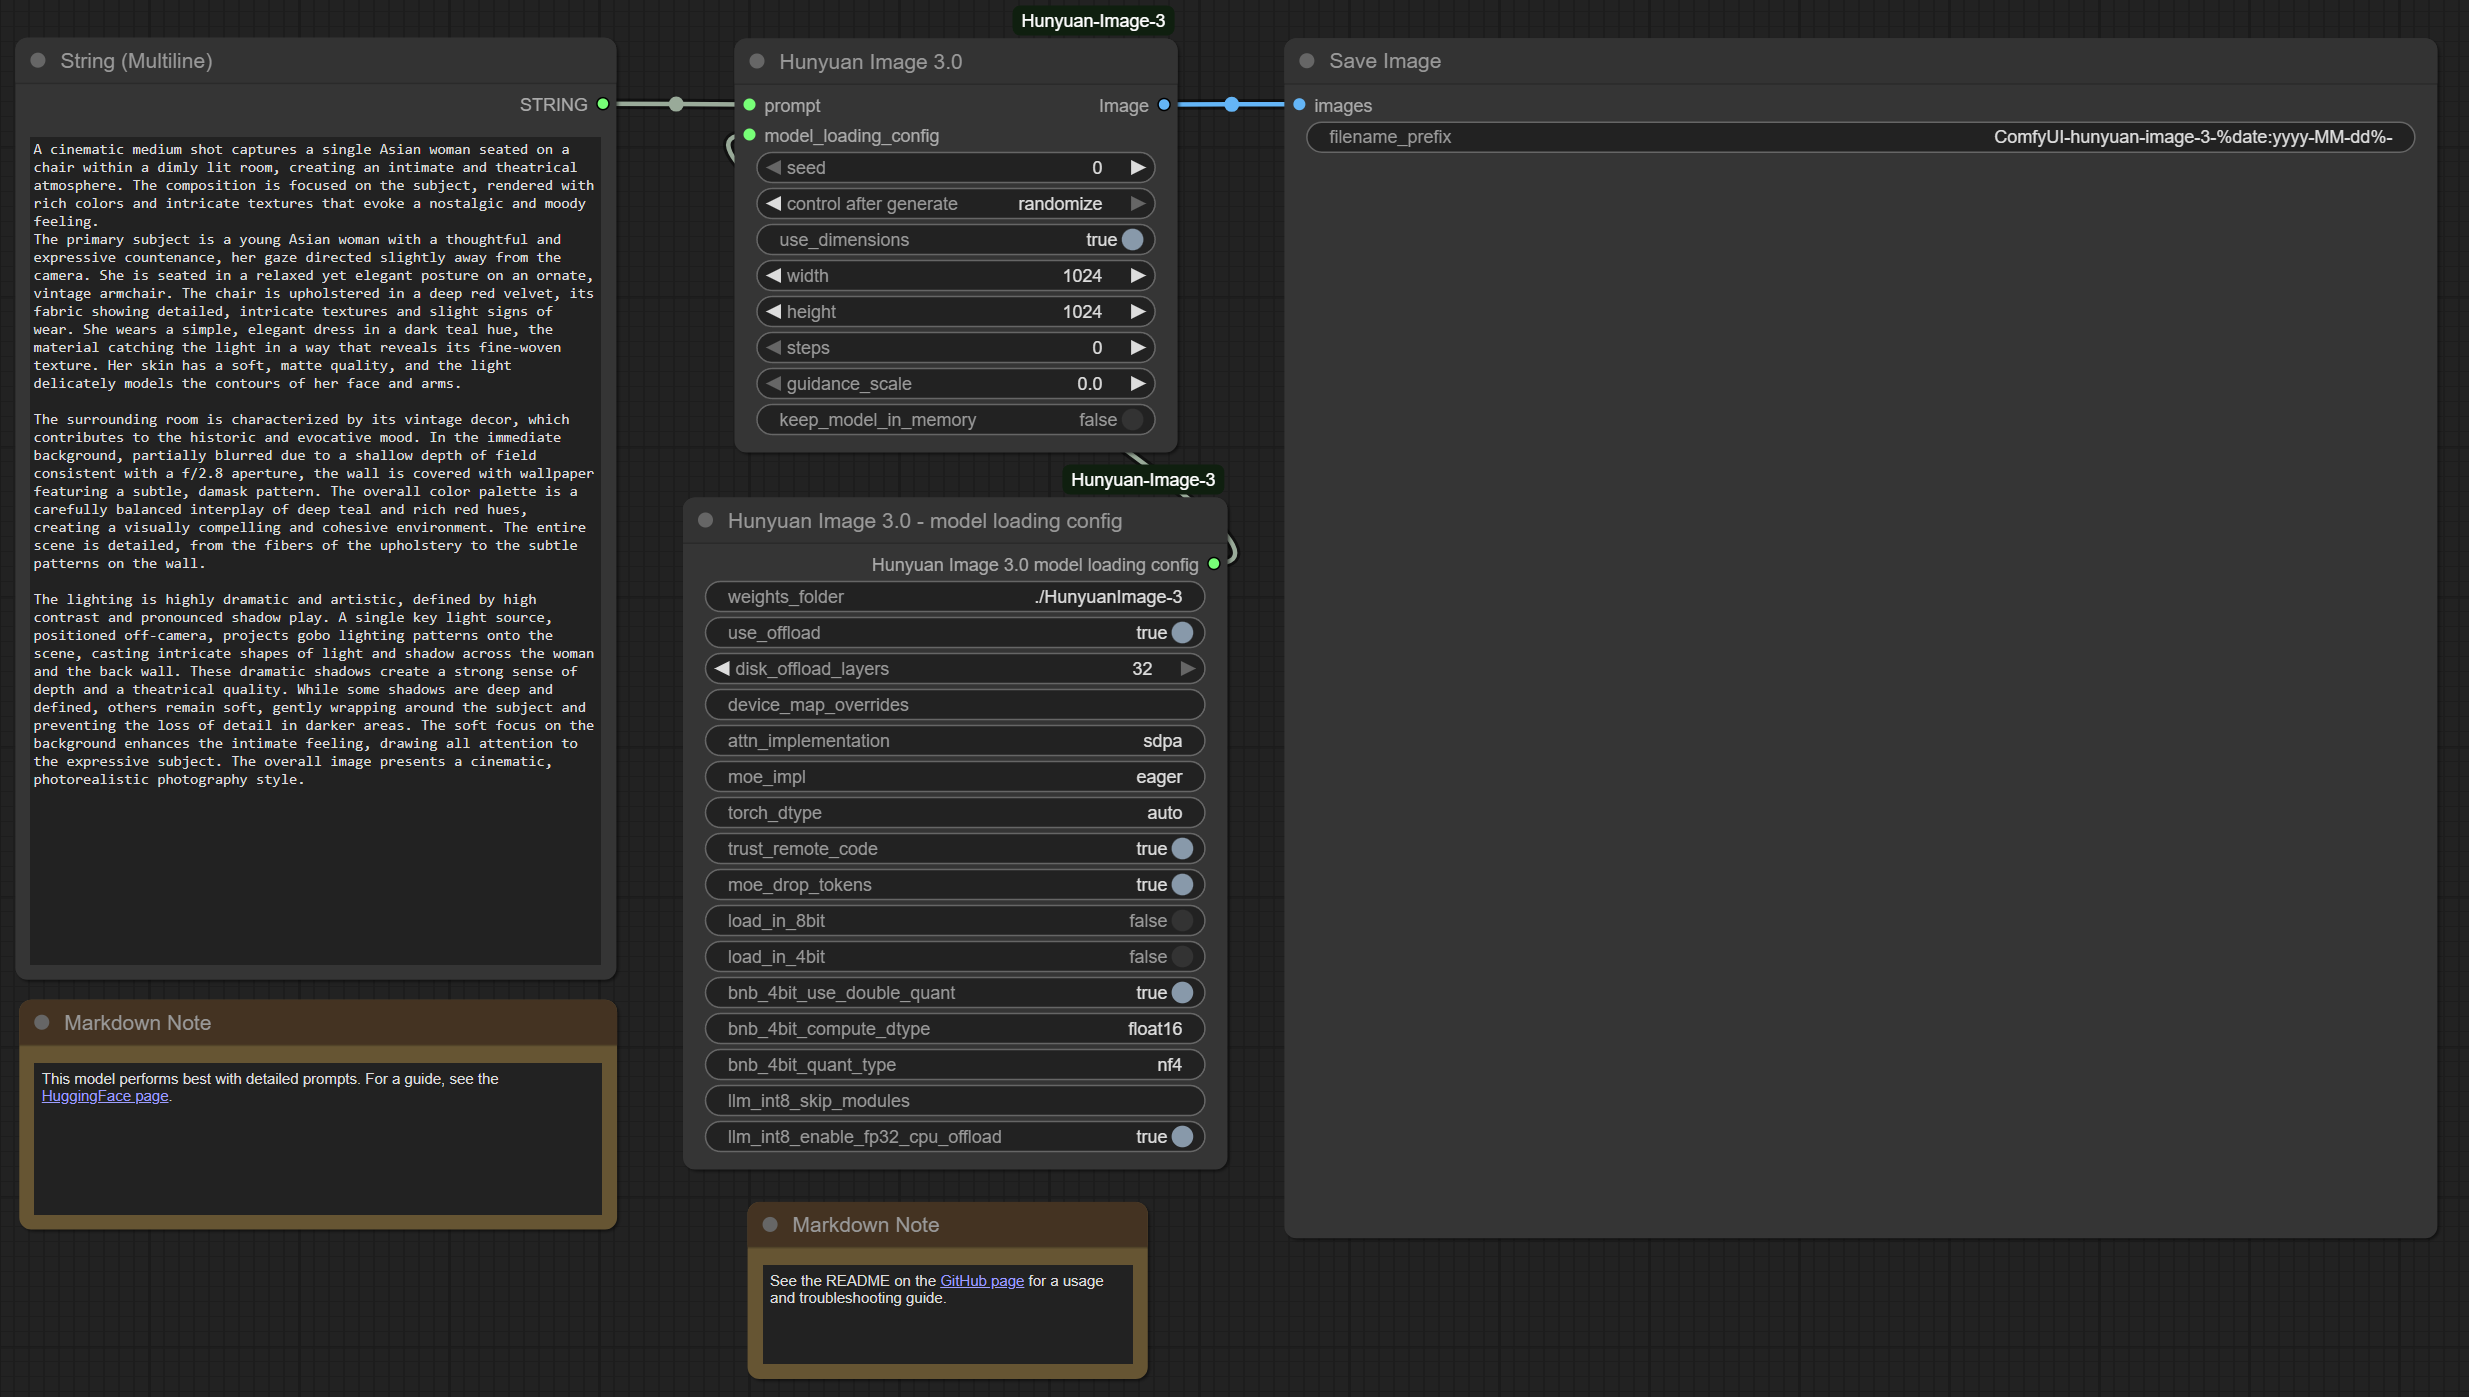 String (Multiline)
STRING
A cinematic medium shot captures a single Asian woman seated on a
chair within a dimly lit room, creating an intimate and theatrical
atmosphere. The composition is focused on the subject, rendered with
rich colors and intricate textures that evoke a nostalgic and moody
feeling.
The primary subject is a young Asian woman with a thoughtful and
expressive countenance, her gaze directed slightly away from the
camera. She is seated in a relaxed yet elegant posture on an ornate,
vintage armchair. The chair is upholstered in a deep red velvet, its
fabric showing detailed, intricate textures and slight signs of
wear. She wears a simple, elegant dress in a dark teal hue, the
material catching the light in a way that reveals its fine-woven
texture. Her skin has a soft, matte quality, and the light
delicately models the contours of her face and arms.
The surrounding room is characterized by its vintage decor, which
contributes to the historic and evocative mood. In the immediate
background, partially blurred due to a shallow depth of field
consistent with a f/2.8 aperture, the wall is covered with wallpaper
featuring a subtle, damask pattern. The overall color palette is a
carefully balanced interplay of deep teal and rich red hues,
creating a visually compelling and cohesive environment. The entire
scene is detailed, from the fibers of the upholstery to the subtle
patterns on the wall.
The lighting is highly dramatic and artistic, defined by high
contrast and pronounced shadow play. A single key light source,
positioned off-camera, projects gobo lighting patterns onto the
scene, casting intricate shapes of light and shadow across the woman
and the back wall. These dramatic shadows create a strong sense of
depth and a theatrical quality. While some shadows are deep and
defined, others remain soft, gently wrapping around the subject and
preventing the loss of detail in darker areas. The soft focus on the
background enhances the intimate feeling, drawing all attention to
the expressive subject. The overall image presents a cinematic,
photorealistic photography style.
Markdown Note
This model performs best with detailed prompts. For a guide, see the
HuggingFace page.
Hunyuan-Image-3
Hunyuan Image 3.0
prompt Image
model_loading_config
seed 0
control after generate randomize
use_dimensions true
width 1024
height 1024
steps 0
guidance_scale 0.0
keep_model_in_memory false
Hunyuan-Image-3
Hunyuan Image 3.0 - model loading config
Hunyuan Image 3.0 model loading config
weights_folder ./HunyuanImage-3
use_offload true
disk_offload_layers 32
device_map_overrides
attn_implementation sdpa
moe_impl eager
torch_dtype auto
trust_remote_code true
moe_drop_tokens true
load_in_8bit false
load_in_4bit false
bnb_4bit_use_double_quant true
bnb_4bit_compute_dtype float16
bnb_4bit_quant_type nf4
llm_int8_skip_modules
llm_int8_enable_fp32_cpu_offload true
Markdown Note
See the README on the GitHub page for a usage
and troubleshooting guide.
Save Image
images
filename_prefix ComfyUI-hunyuan-image-3-%date:yyyy-MM-dd%-